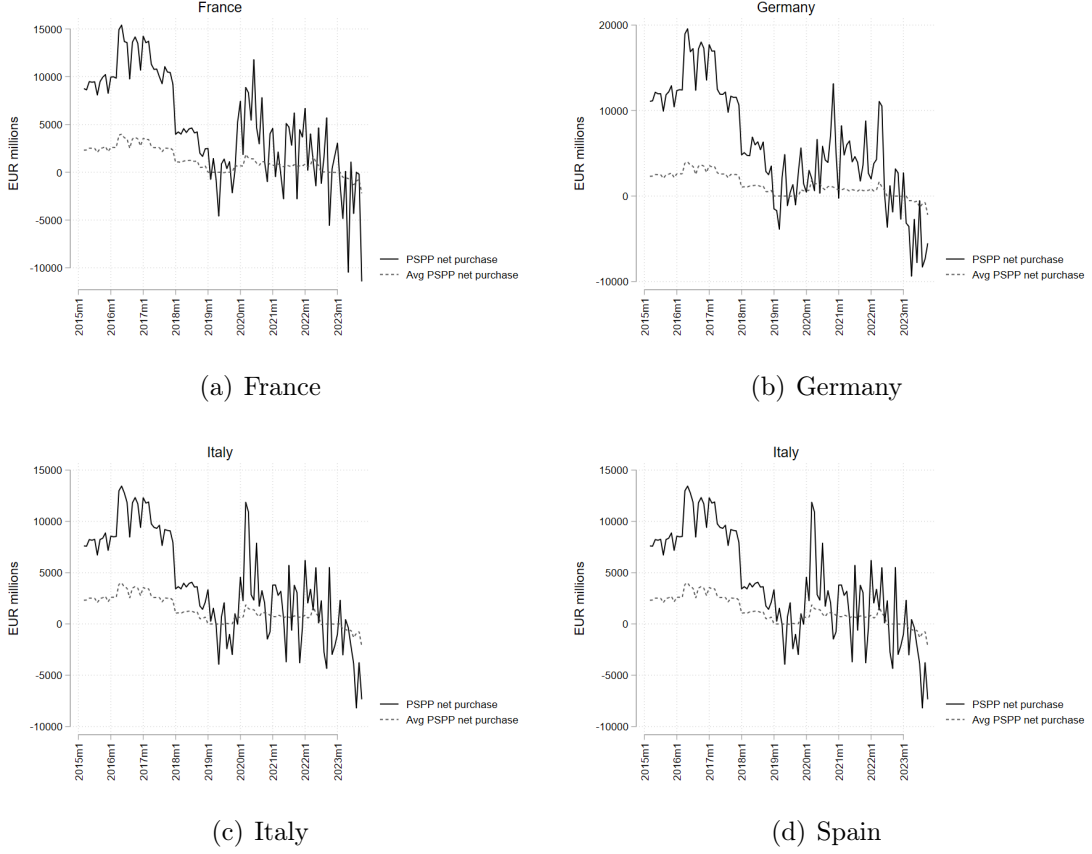 France
EUR millions
15000
10000
5000
0
-5000
-10000
2015m1
2016m1
2017m1
2018m1
2019m1
2020m1
2021m1
2022m1
2023m1
PSPP net purchase
Avg PSPP net purchase
(a) France
Germany
EUR millions
20000
10000
0
-10000
2015m1
2016m1
2017m1
2018m1
2019m1
2020m1
2021m1
2022m1
2023m1
PSPP net purchase
Avg PSPP net purchase
(b) Germany
Italy
EUR millions
15000
10000
5000
0
-5000
-10000
2015m1
2016m1
2017m1
2018m1
2019m1
2020m1
2021m1
2022m1
2023m1
PSPP net purchase
Avg PSPP net purchase
(c) Italy
Italy
EUR millions
15000
10000
5000
0
-5000
-10000
2015m1
2016m1
2017m1
2018m1
2019m1
2020m1
2021m1
2022m1
2023m1
PSPP net purchase
Avg PSPP net purchase
(d) Spain